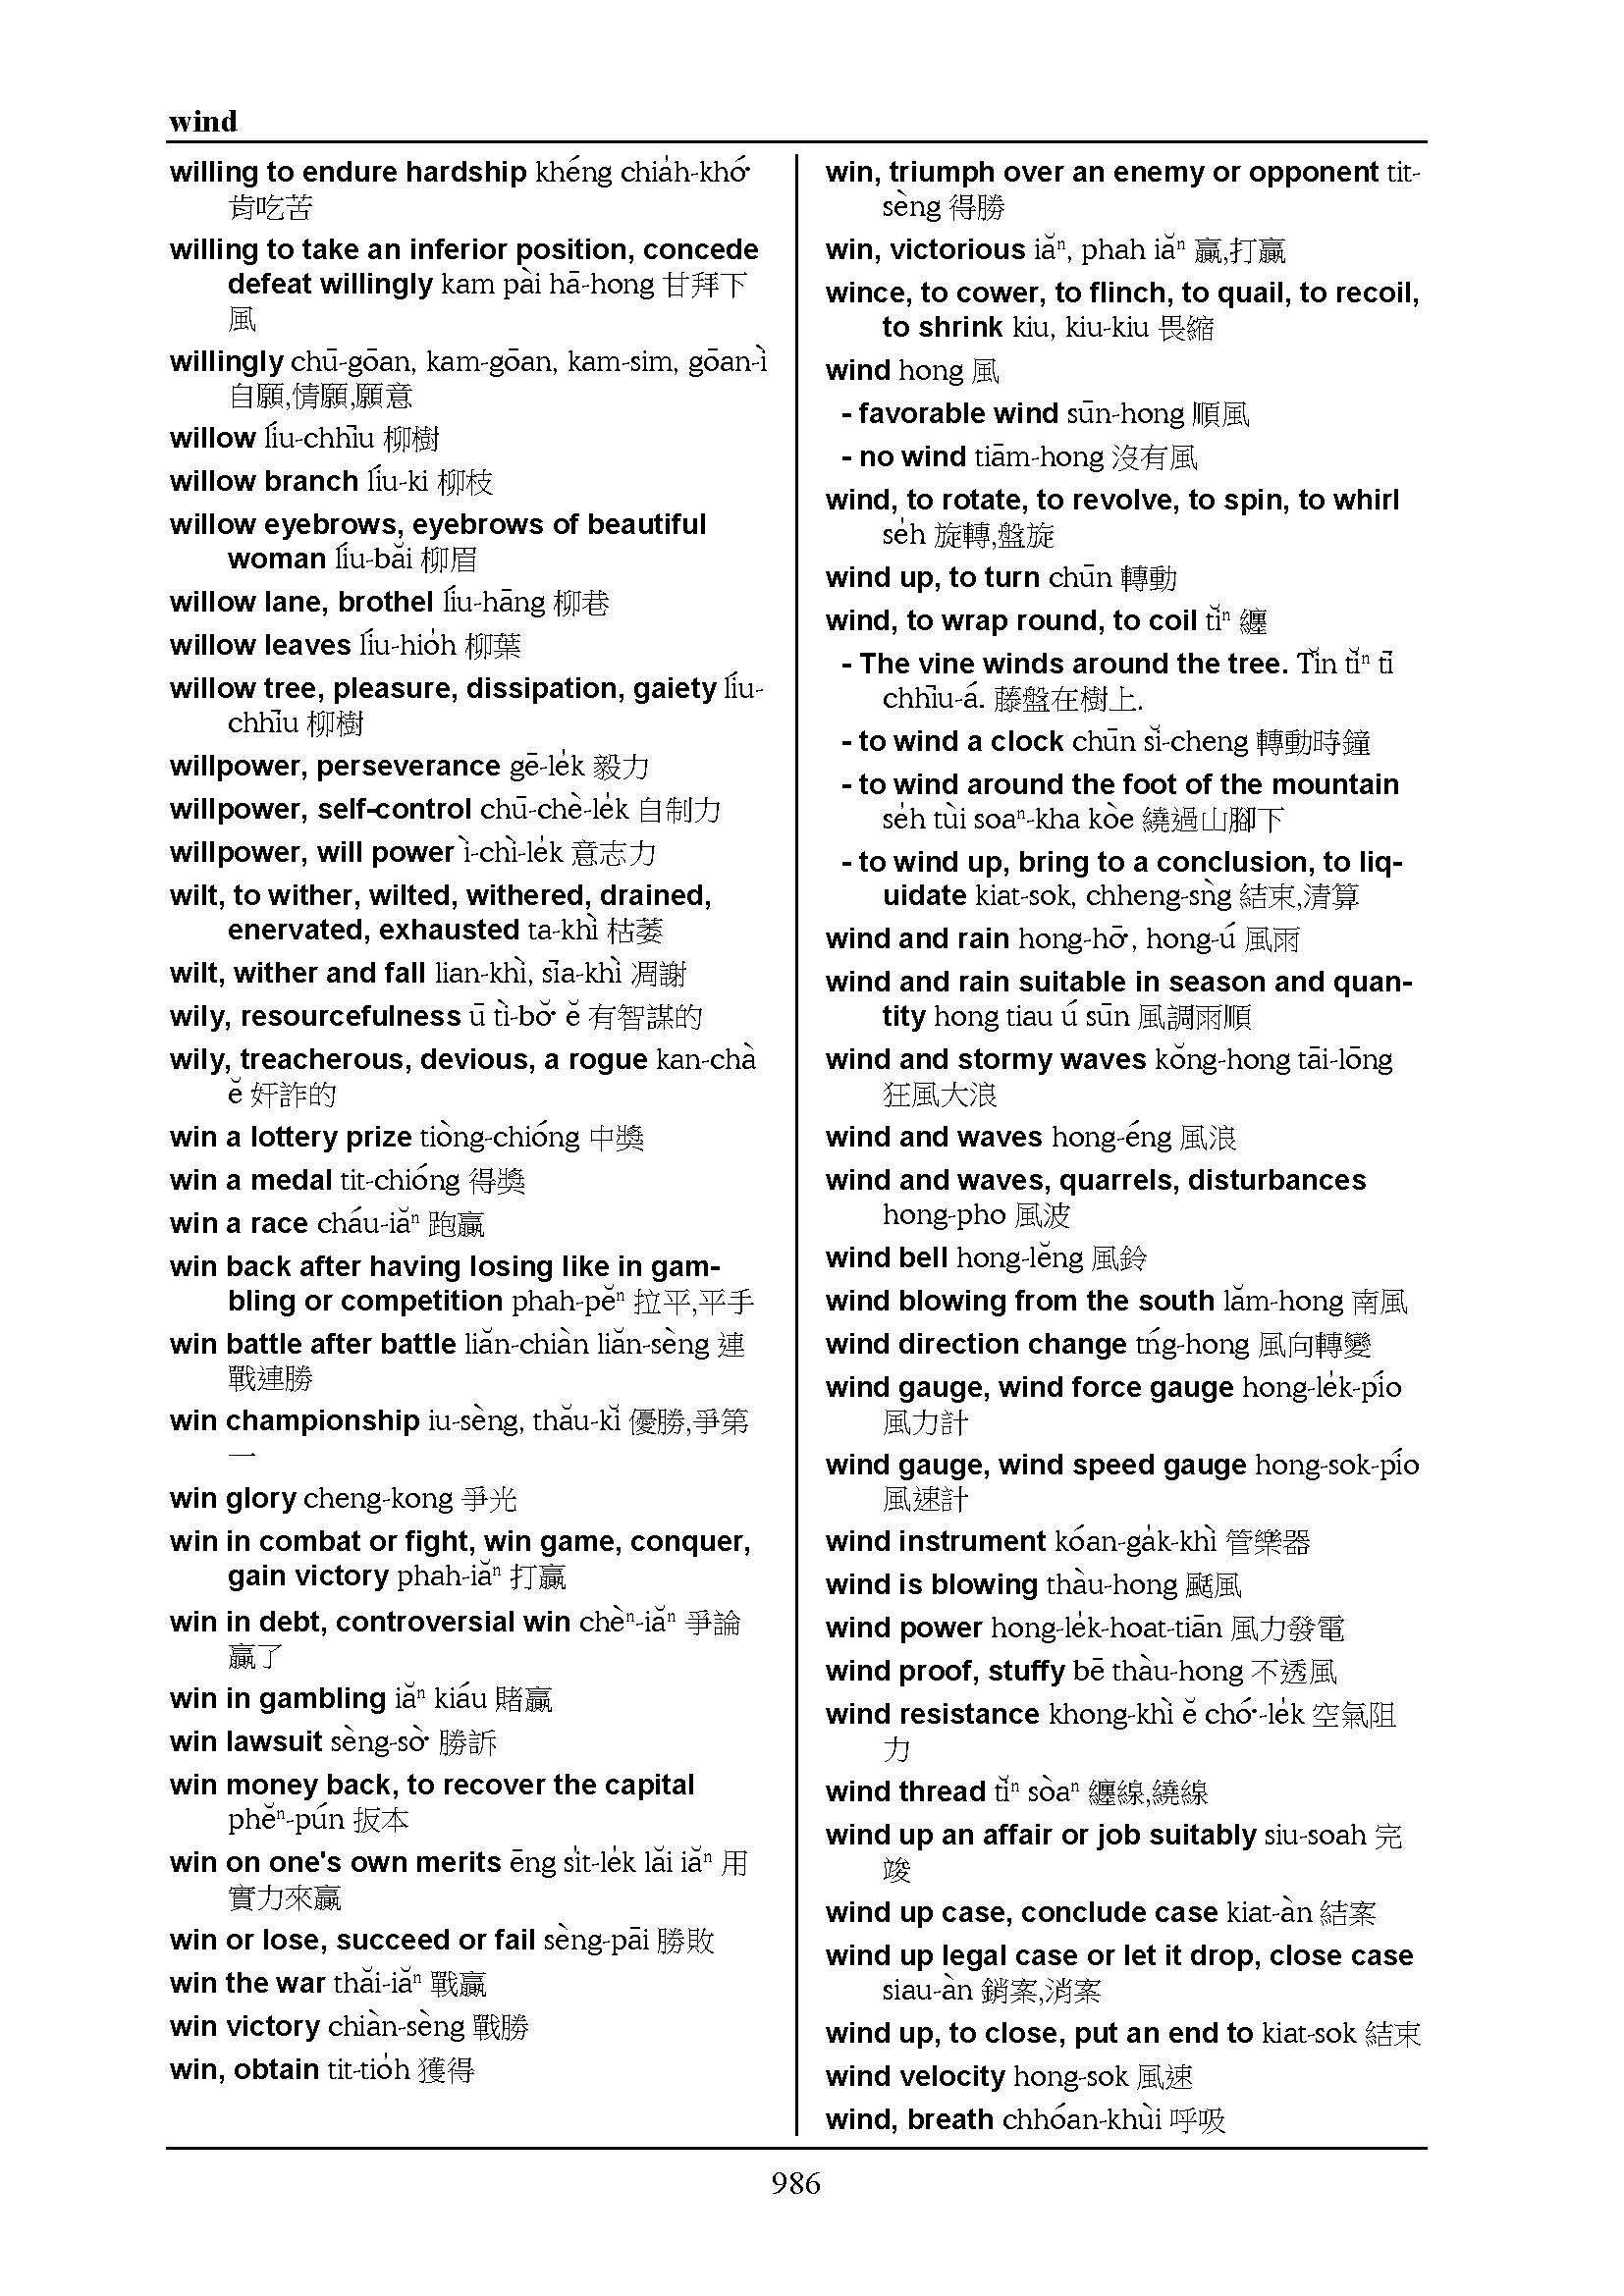 wind
willing to endure hardship khéng chia̍h-khó͘
肯吃苦
willing to take an inferior position, concede
defeat willingly kam pài hā-hong 甘拜下
風
willingly chū-gōan, kam-gōan, kam-sim, gōan-ì
自願,情願,願意
willow líu-chhīu 柳樹
willow branch líu-ki 柳枝
willow eyebrows, eyebrows of beautiful
woman líu-băi 柳眉
willow lane, brothel líu-hāng 柳巷
willow leaves líu-hio̍h 柳葉
willow tree, pleasure, dissipation, gaiety líu-
chhīu 柳樹
willpower, perseverance gē-le̍k 毅力
willpower, self-control chū-chè-le̍k 自制力
willpower, will power ì-chì-le̍k 意志力
wilt, to wither, wilted, withered, drained,
enervated, exhausted ta-khì 枯萎
wilt, wither and fall lian-khì, sīa-khì 凋謝
wily, resourcefulness ū tì-bŏ͘ ĕ 有智謀的
wily, treacherous, devious, a rogue kan-chà
ĕ 奸詐的
win a lottery prize tiòng-chióng 中獎
win a medal tit-chióng 得獎
win a race cháu-iăⁿ 跑贏
win back after having losing like in gam-
bling or competition phah-pĕⁿ 拉平,平手
win battle after battle liăn-chiàn liăn-sèng 連
戰連勝
win championship iu-sèng, thău-kĭ 優勝,爭第
一
win glory cheng-kong 爭光
win in combat or fight, win game, conquer,
gain victory phah-iăⁿ 打贏
win in debt, controversial win chèⁿ-iăⁿ 爭論
贏了
win in gambling iăⁿ kiáu 賭贏
win lawsuit sèng-sò͘ 勝訴
win money back, to recover the capital
phĕⁿ-pún 扳本
win on one's own merits ēng si̍t-le̍k lăi iăⁿ 用
實力來贏
win or lose, succeed or fail sèng-pāi 勝敗
win the war thăi-iăⁿ 戰贏
win victory chiàn-sèng 戰勝
win, obtain tit-tio̍h 獲得
win, triumph over an enemy or opponent tit-
sèng 得勝
win, victorious iăⁿ, phah iăⁿ 贏,打贏
wince, to cower, to flinch, to quail, to recoil,
to shrink kiu, kiu-kiu 畏縮
wind hong 風
- favorable wind sūn-hong 順風
- no wind tiām-hong 沒有風
wind, to rotate, to revolve, to spin, to whirl
se̍h 旋轉,盤旋
wind up, to turn chūn 轉動
wind, to wrap round, to coil tĭⁿ 纏
- The vine winds around the tree. Tĭn tĭⁿ tī
chhīu-á. 藤盤在樹上.
- to wind a clock chūn sĭ-cheng 轉動時鐘
- to wind around the foot of the mountain
se̍h tùi soaⁿ-kha kòe 繞過山腳下
- to wind up, bring to a conclusion, to liq-
uidate kiat-sok, chheng-sǹg 結束,清算
wind and rain hong-hō͘, hong-ú 風雨
wind and rain suitable in season and quan-
tity hong tiau ú sūn 風調雨順
wind and stormy waves kŏng-hong tāi-lōng
狂風大浪
wind and waves hong-éng 風浪
wind and waves, quarrels, disturbances
hong-pho 風波
wind bell hong-lĕng 風鈴
wind blowing from the south lăm-hong 南風
wind direction change tńg-hong 風向轉變
wind gauge, wind force gauge hong-le̍k-pío
風力計
wind gauge, wind speed gauge hong-sok-pío
風速計
wind instrument kóan-ga̍k-khì 管樂器
wind is blowing thàu-hong 颳風
wind power hong-le̍k-hoat-tiān 風力發電
wind proof, stuffy bē thàu-hong 不透風
wind resistance khong-khì ĕ chó͘-le̍k 空氣阻
力
wind thread tĭⁿ sòaⁿ 纏線,繞線
wind up an affair or job suitably siu-soah 完
竣
wind up case, conclude case kiat-àn 結案
wind up legal case or let it drop, close case
siau-àn 銷案,消案
wind up, to close, put an end to kiat-sok 結束
wind velocity hong-sok 風速
wind, breath chhóan-khùi 呼吸
986